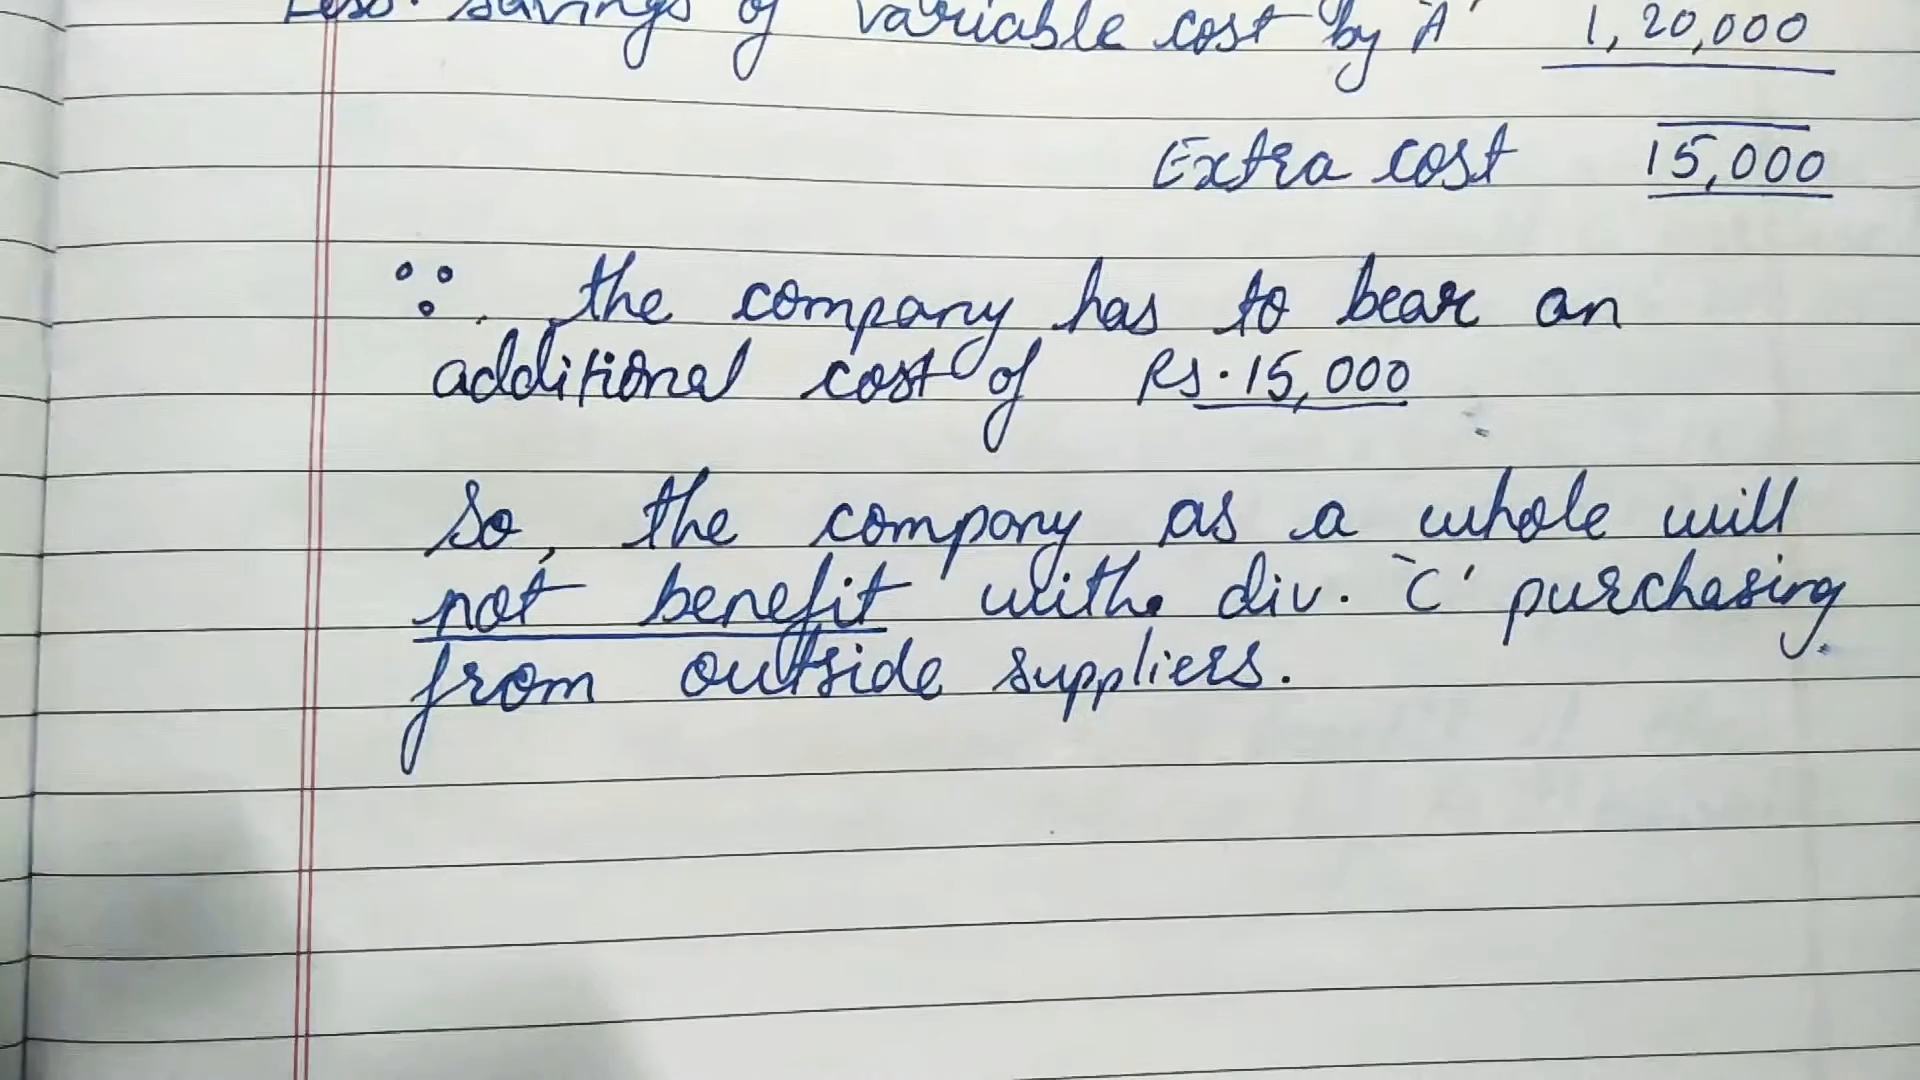 Less: savings of variable cost by 'A' 1,20,000
Extra cost 15,000
∵ the company has to bear an
additional cost of Rs. 15,000
So, the company as a whole will
not benefit with div. 'C' purchasing
from outside suppliers.